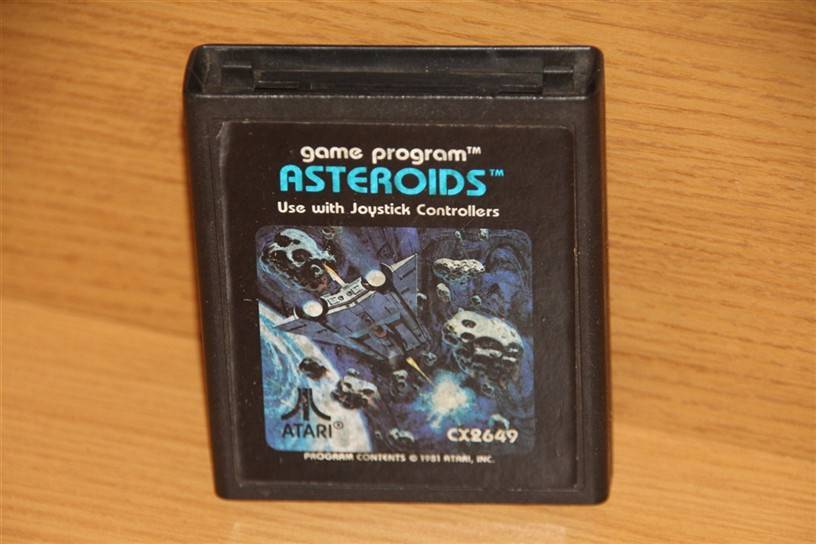 game program™
ASTEROIDS™
Use with Joystick Controllers
ATARI®
CX2649
PROGRAM CONTENTS © 1981 ATARI, INC.